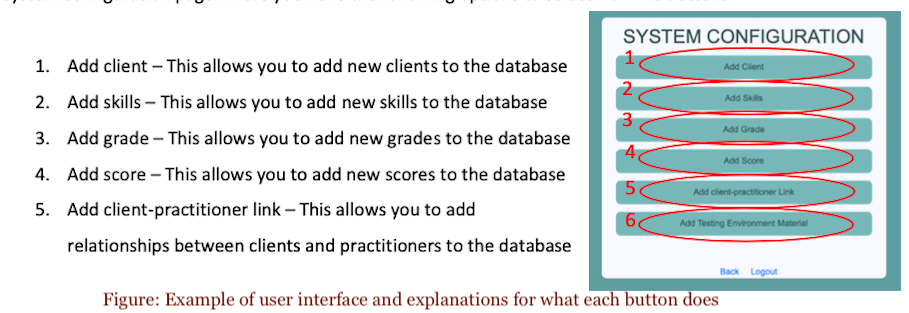 1. Add client – This allows you to add new clients to the database
2. Add skills – This allows you to add new skills to the database
3. Add grade – This allows you to add new grades to the database
4. Add score – This allows you to add new scores to the database
5. Add client-practitioner link – This allows you to add
relationships between clients and practitioners to the database
SYSTEM CONFIGURATION
1 Add Client
2 Add Skills
3 Add Grade
4 Add Score
5 Add client-practitioner Link
6 Add Testing Environment Material
Back Logout
Figure: Example of user interface and explanations for what each button does